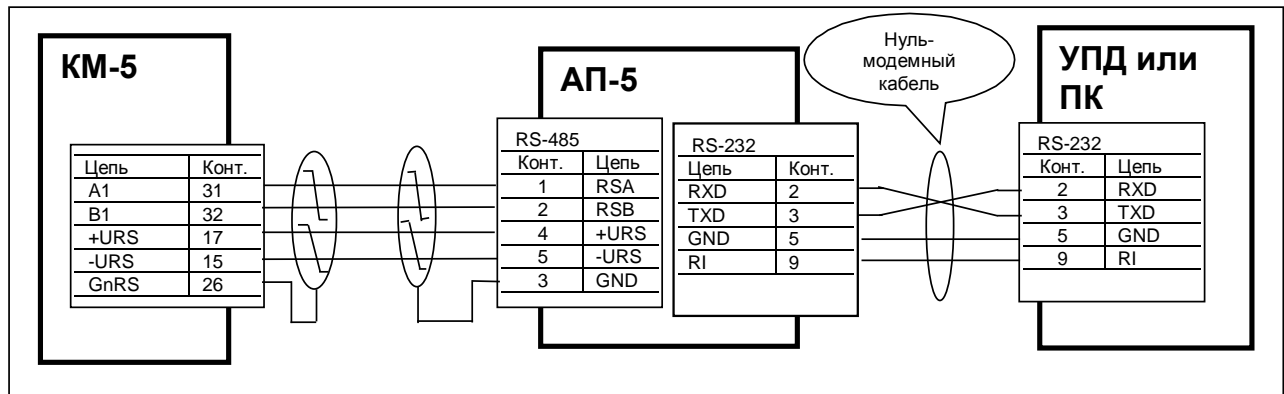 КМ-5
Цепь Конт.
A1 31
B1 32
+URS 17
-URS 15
GnRS 26
АП-5
RS-485
Конт. Цепь
1 RSA
2 RSB
4 +URS
5 -URS
3 GND
RS-232
Цепь Конт.
RXD 2
TXD 3
GND 5
RI 9
Нуль-
модемный
кабель
УПД или
ПК
RS-232
Конт. Цепь
2 RXD
3 TXD
5 GND
9 RI